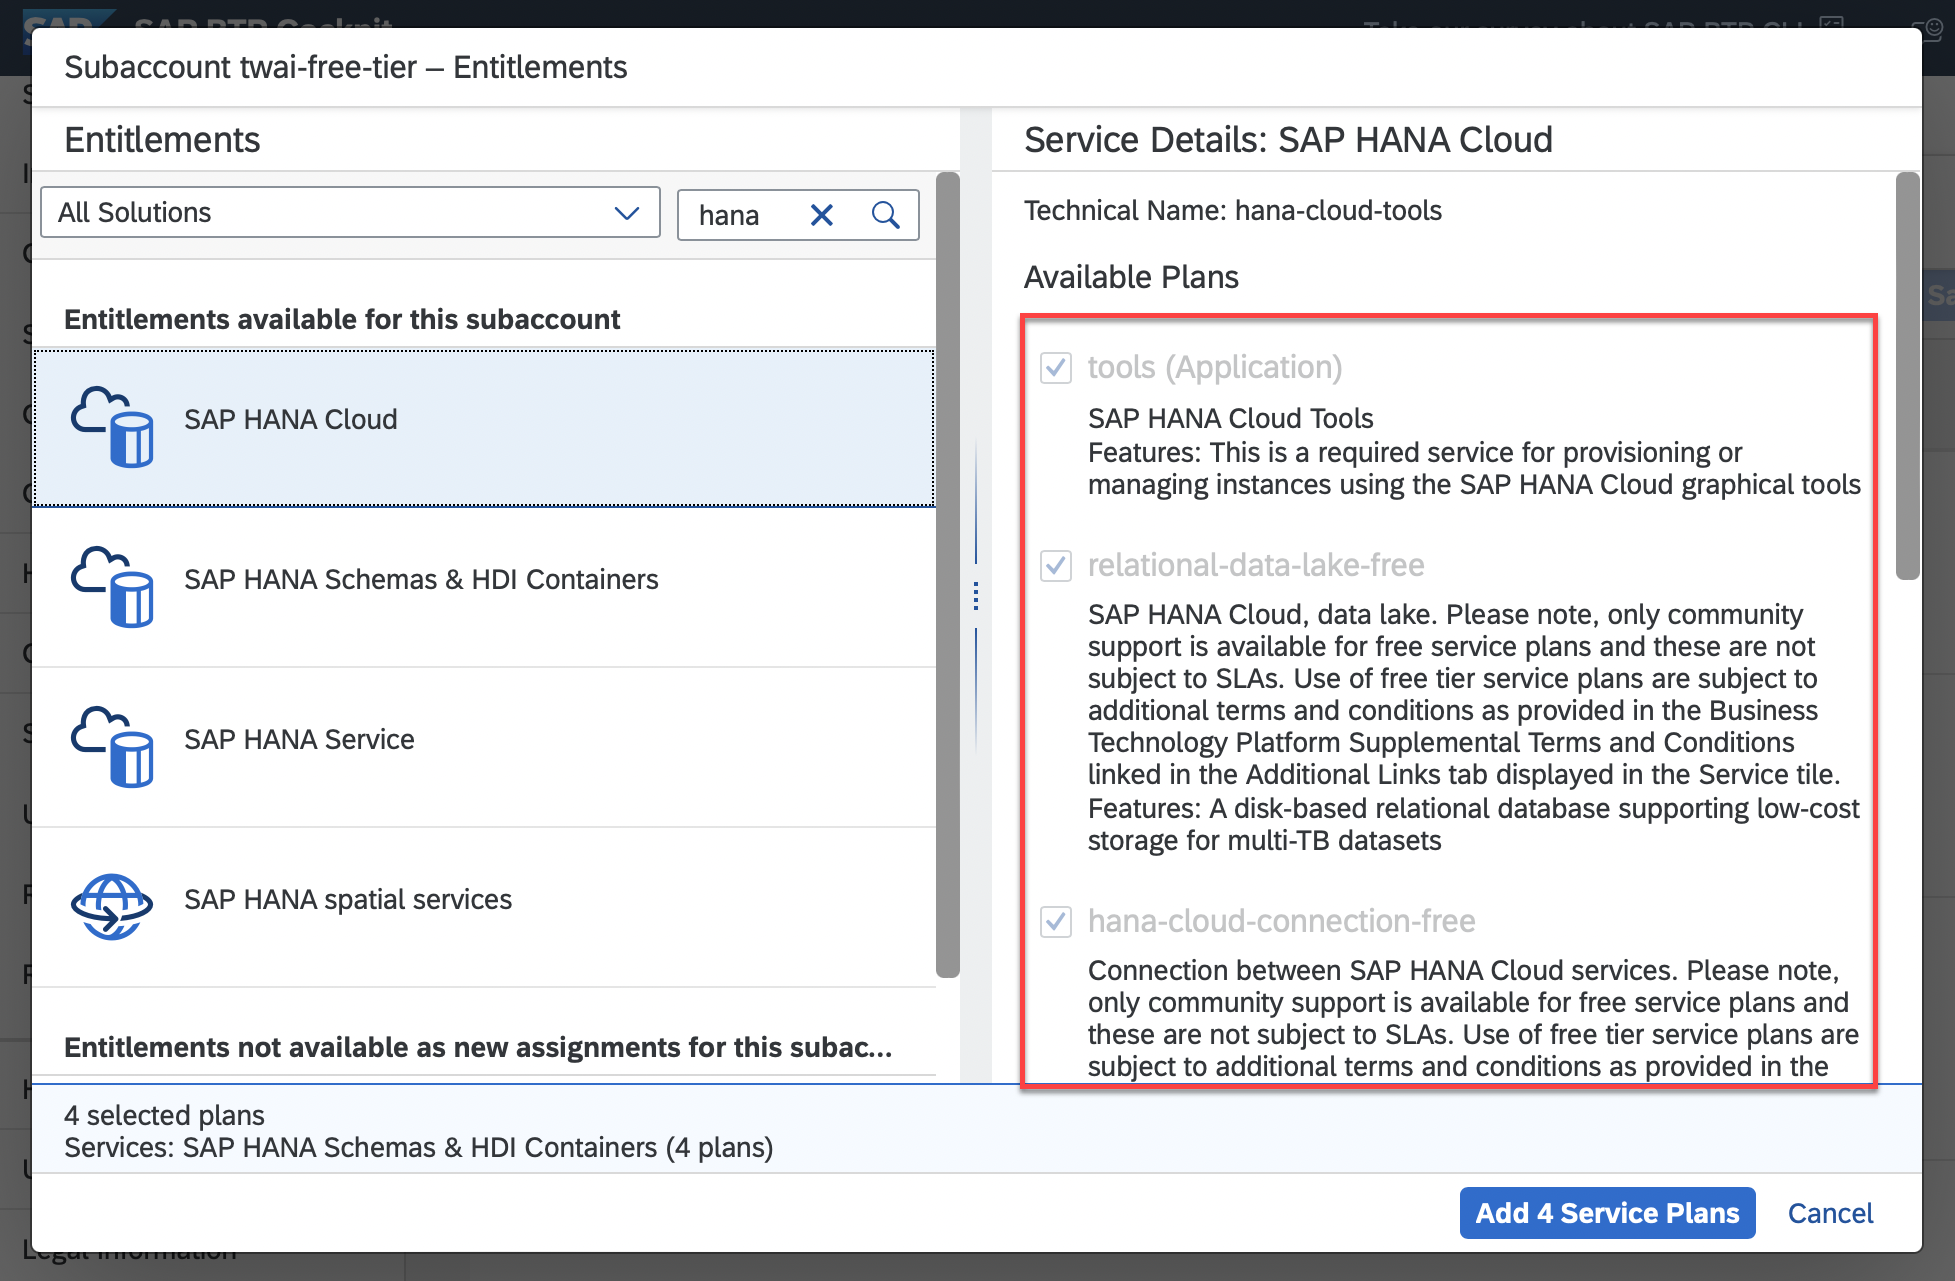 Subaccount twai-free-tier – Entitlements
Entitlements
All Solutions
hana
Entitlements available for this subaccount
SAP HANA Cloud
SAP HANA Schemas & HDI Containers
SAP HANA Service
SAP HANA spatial services
Entitlements not available as new assignments for this subac...
Service Details: SAP HANA Cloud
Technical Name: hana-cloud-tools
Available Plans
tools (Application)
SAP HANA Cloud Tools
Features: This is a required service for provisioning or
managing instances using the SAP HANA Cloud graphical tools
relational-data-lake-free
SAP HANA Cloud, data lake. Please note, only community
support is available for free service plans and these are not
subject to SLAs. Use of free tier service plans are subject to
additional terms and conditions as provided in the Business
Technology Platform Supplemental Terms and Conditions
linked in the Additional Links tab displayed in the Service tile.
Features: A disk-based relational database supporting low-cost
storage for multi-TB datasets
hana-cloud-connection-free
Connection between SAP HANA Cloud services. Please note,
only community support is available for free service plans and
these are not subject to SLAs. Use of free tier service plans are
subject to additional terms and conditions as provided in the
4 selected plans
Services: SAP HANA Schemas & HDI Containers (4 plans)
Add 4 Service Plans
Cancel
Legal Information